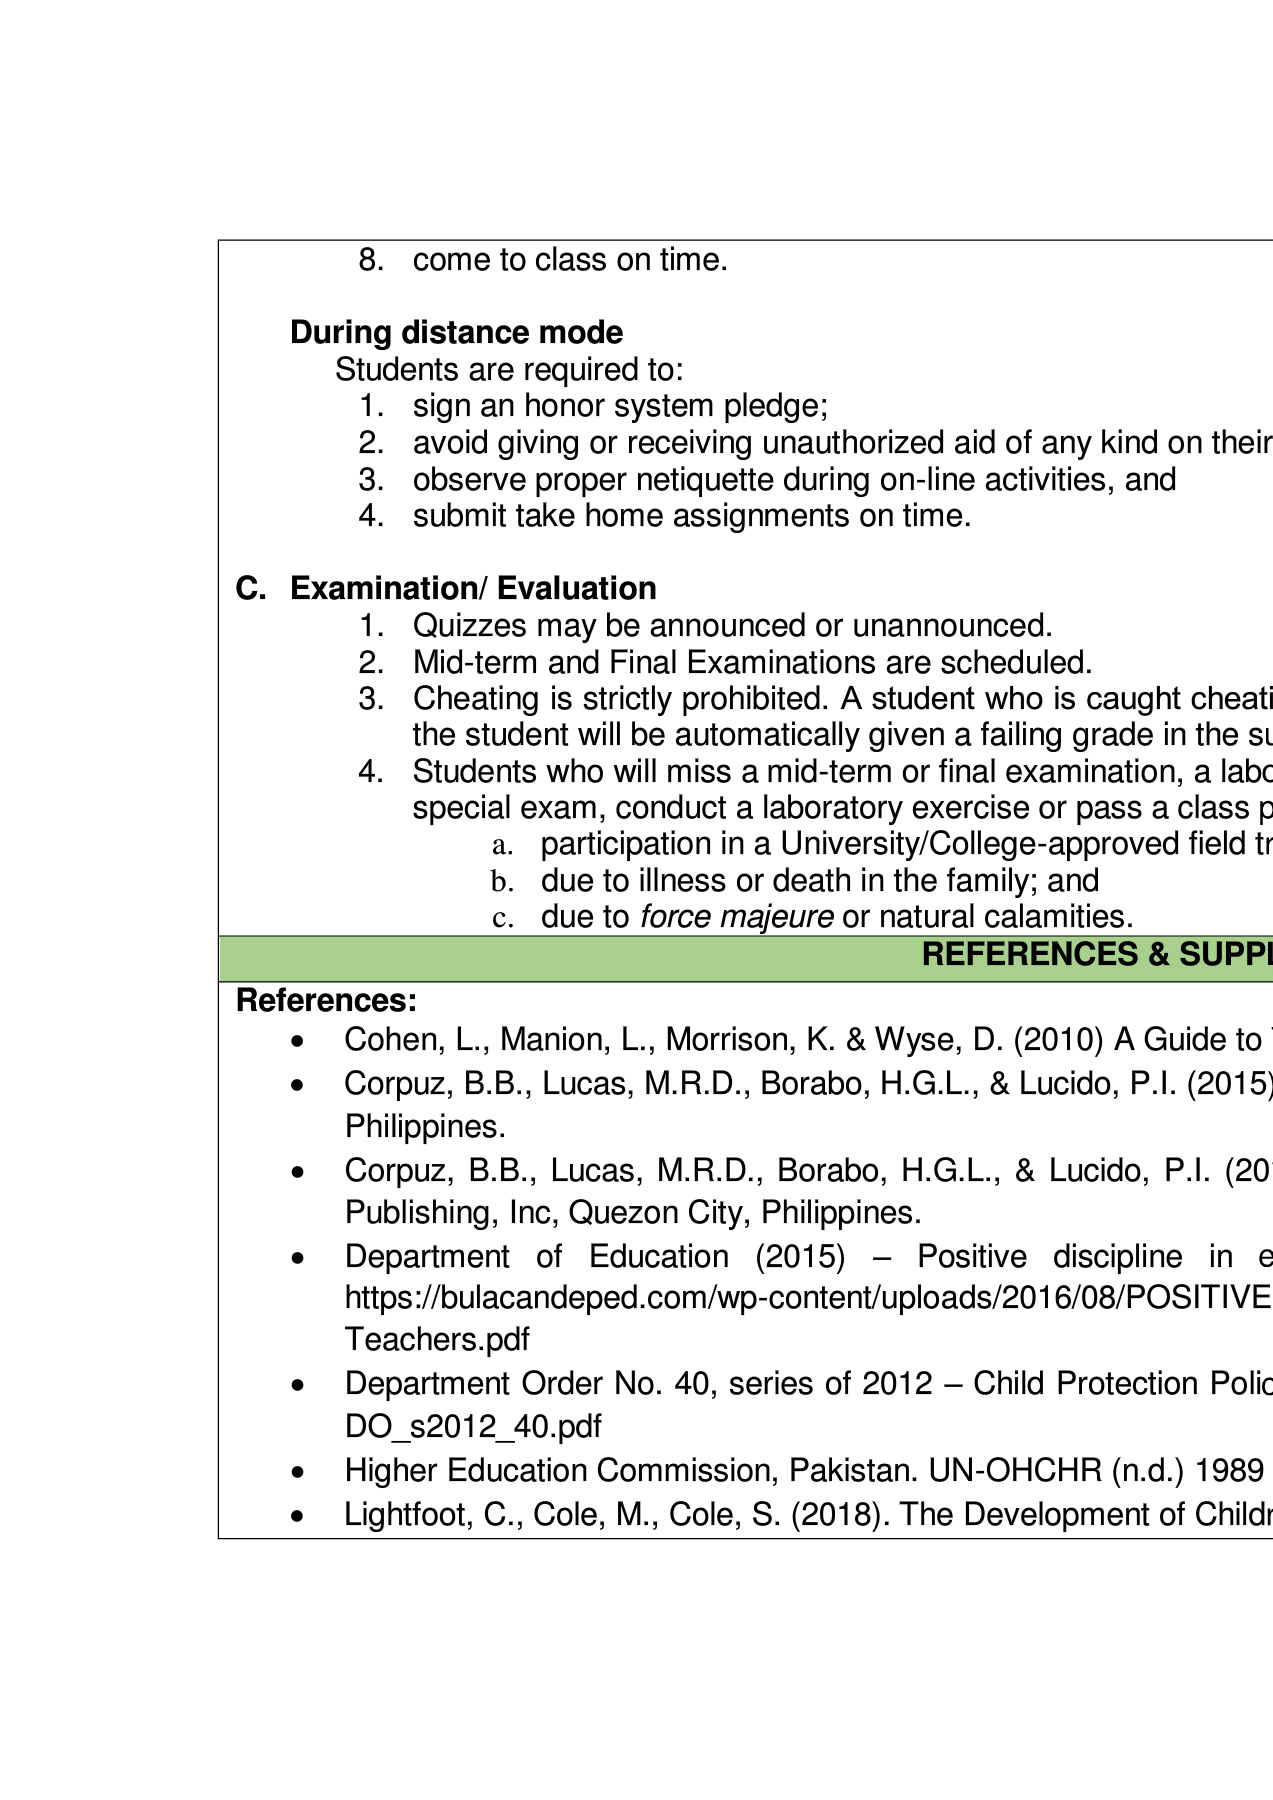 8. come to class on time.
During distance mode
Students are required to:
1. sign an honor system pledge;
2. avoid giving or receiving unauthorized aid of any kind on their
3. observe proper netiquette during on-line activities, and
4. submit take home assignments on time.
C. Examination/ Evaluation
1. Quizzes may be announced or unannounced.
2. Mid-term and Final Examinations are scheduled.
3. Cheating is strictly prohibited. A student who is caught
the student will be automatically given a failing grade in the
4. Students who will miss a mid-term or final examination, a
special exam, conduct a laboratory exercise or pass a class
a. participation in a University/College-approved field
b. due to illness or death in the family; and
c. due to force majeure or natural calamities.
REFERENCES &
References:
• Cohen, L., Manion, L., Morrison, K. & Wyse, D. (2010) A Guide to
• Corpuz, B.B., Lucas, M.R.D., Borabo, H.G.L., & Lucido, P.I. (2015)
Philippines.
• Corpuz, B.B., Lucas, M.R.D., Borabo, H.G.L., & Lucido, P.I.
Publishing, Inc, Quezon City, Philippines.
• Department of Education (2015) – Positive discipline in
https://bulacandeped.com/wp-content/uploads/2016/08/POSITIVE
Teachers.pdf
• Department Order No. 40, series of 2012 – Child Protection
DO_s2012_40.pdf
• Higher Education Commission, Pakistan. UN-OHCHR (n.d.) 1989
• Lightfoot, C., Cole, M., Cole, S. (2018). The Development of